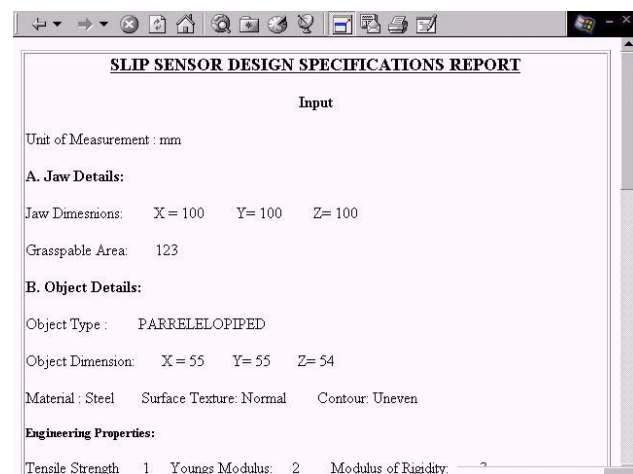 SLIP SENSOR DESIGN SPECIFICATIONS REPORT
Input
Unit of Measurement : mm
A. Jaw Details:
Jaw Dimesnions: X = 100 Y= 100 Z= 100
Grasspable Area: 123
B. Object Details:
Object Type : PARRELELOPIPED
Object Dimension: X = 55 Y= 55 Z= 54
Material : Steel Surface Texture: Normal Contour: Uneven
Engineering Properties:
Tensile Strength 1 Youngs Modulus: 2 Modulus of Rigidity: